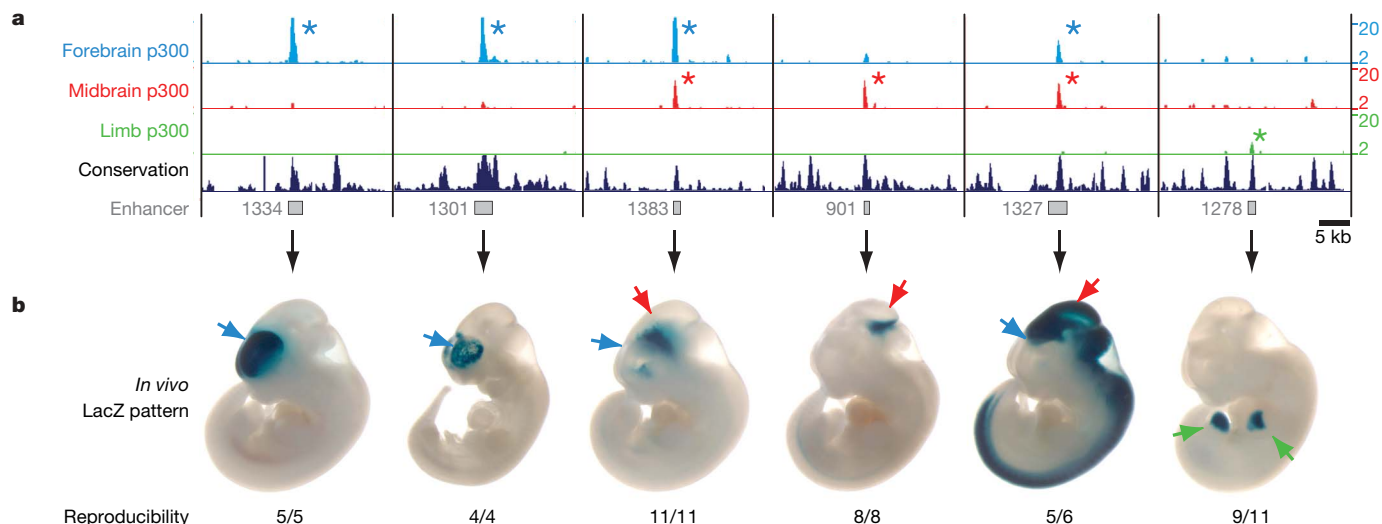 a
Forebrain p300
* * * *
20
2
Midbrain p300
* * *
20
2
Limb p300
*
20
2
Conservation
Enhancer
1334 1301 1383 901 1327 1278
5 kb
b
In vivo
LacZ pattern
Reproducibility 5/5 4/4 11/11 8/8 5/6 9/11